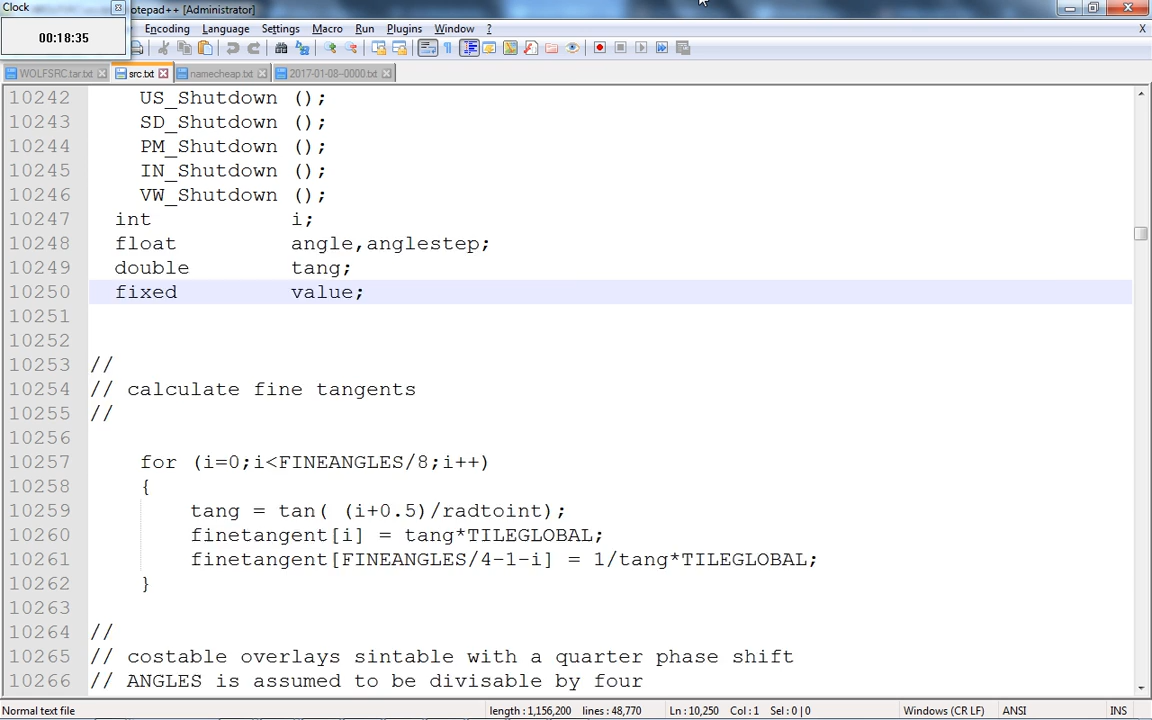 Clock
otepad++ [Administrator]
00:18:35
Encoding Language Settings Macro Run Plugins Window ? X
WOLFSRC.tar.txt src.txt namecheap.txt 2017-01-08--0000.txt
10242 US_Shutdown ();
10243 SD_Shutdown ();
10244 PM_Shutdown ();
10245 IN_Shutdown ();
10246 VW_Shutdown ();
10247 int i;
10248 float angle,anglestep;
10249 double tang;
10250 fixed value;
10251
10252
10253 //
10254 // calculate fine tangents
10255 //
10256
10257 for (i=0;i<FINEANGLES/8;i++)
10258 {
10259 tang = tan( (i+0.5)/radtoint);
10260 finetangent[i] = tang*TILEGLOBAL;
10261 finetangent[FINEANGLES/4-1-i] = 1/tang*TILEGLOBAL;
10262 }
10263
10264 //
10265 // costable overlays sintable with a quarter phase shift
10266 // ANGLES is assumed to be divisable by four
Normal text file length : 1,156,200 lines : 48,770 Ln : 10,250 Col : 1 Sel : 0 | 0 Windows (CR LF) ANSI INS